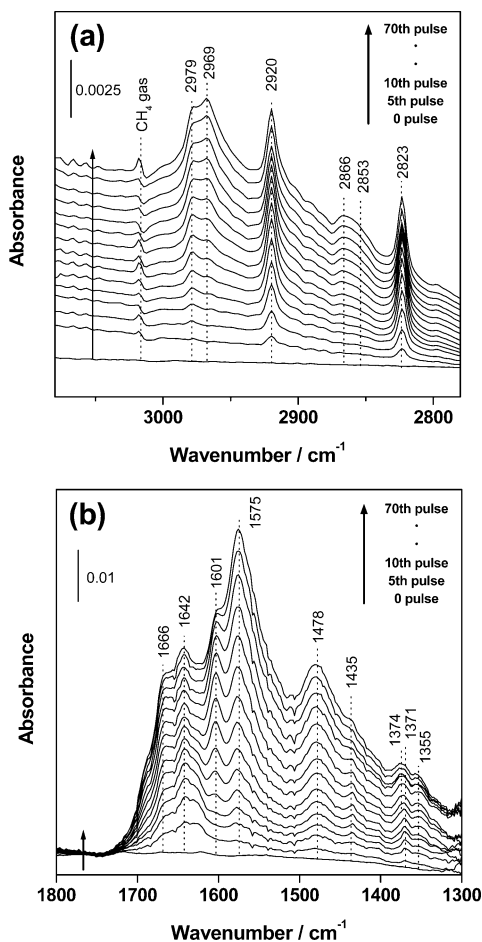 (a)
70th pulse
.
.
10th pulse
5th pulse
0 pulse
0.0025
CH4 gas
2979
2969
2920
2866
2853
2823
Absorbance
3000
2900
2800
Wavenumber / cm-1
(b)
70th pulse
.
.
10th pulse
5th pulse
0 pulse
0.01
1666
1642
1601
1575
1478
1435
1374
1371
1355
Absorbance
1800
1700
1600
1500
1400
1300
Wavenumber / cm-1